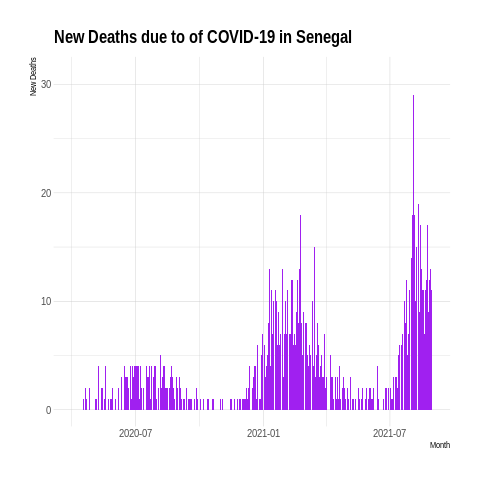 New Deaths due to of COVID-19 in Senegal
New Deaths
30
20
10
0
2020-07
2021-01
2021-07
Month